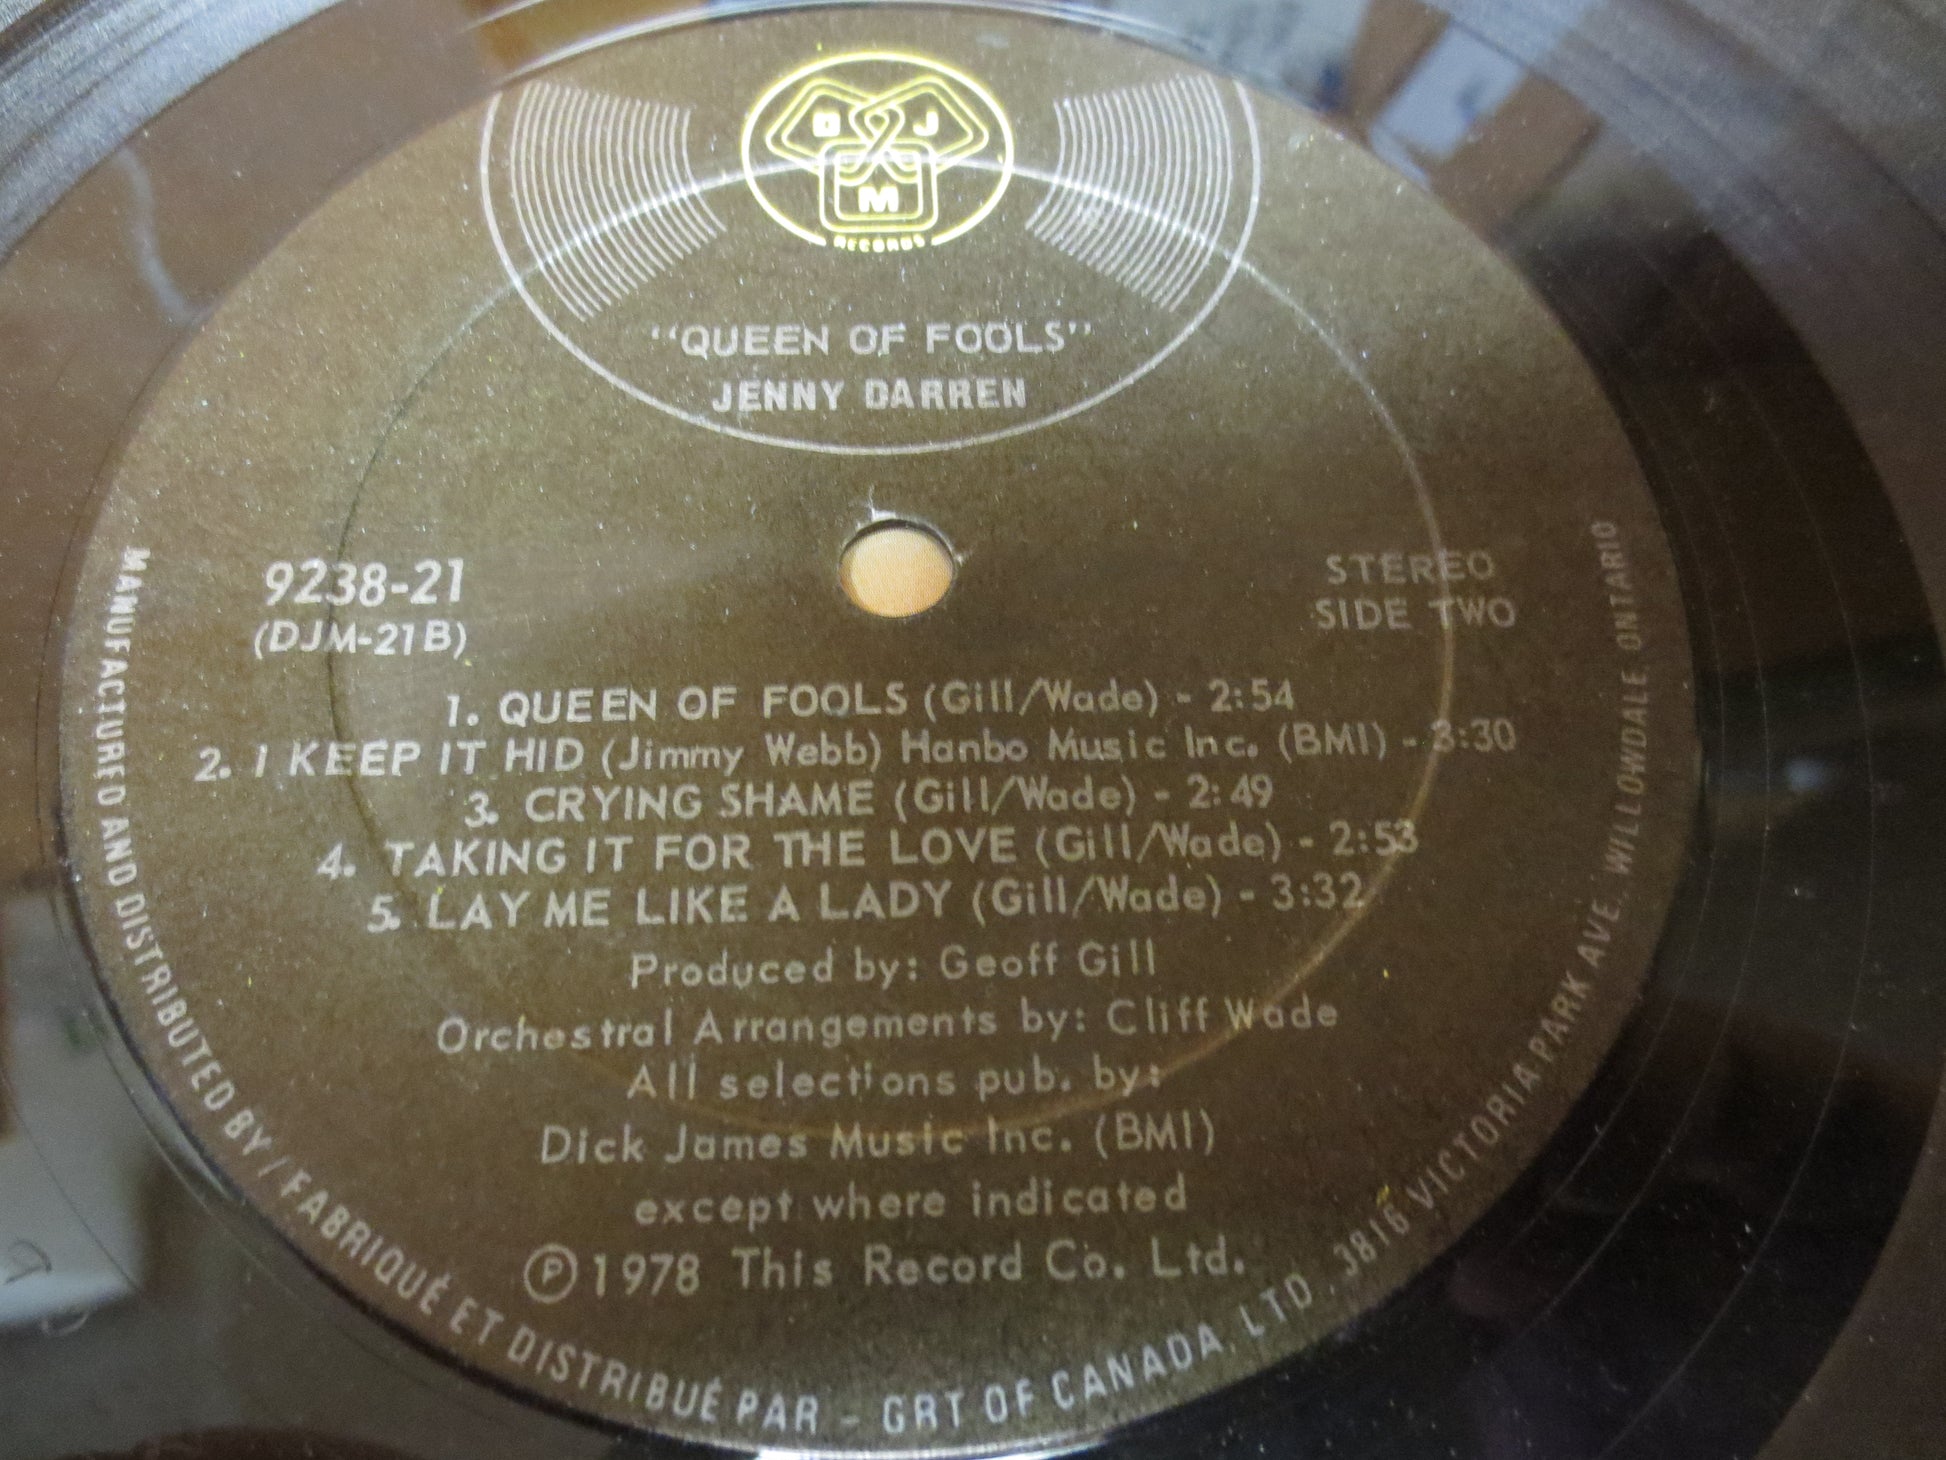 D J
M
RECORDS
"QUEEN OF FOOLS"
JENNY DARREN
9238-21
(DJM-21B)
STEREO
SIDE TWO
1. QUEEN OF FOOLS (Gill/Wade) - 2:54
2. I KEEP IT HID (Jimmy Webb) Hanbo Music Inc. (BMI) - 3:30
3. CRYING SHAME (Gill/Wade) - 2:49
4. TAKING IT FOR THE LOVE (Gill/Wade) - 2:53
5. LAY ME LIKE A LADY (Gill/Wade) - 3:32
Produced by: Geoff Gill
Orchestral Arrangements by: Cliff Wade
All selections pub. by:
Dick James Music Inc. (BMI)
except where indicated
Ⓟ1978 This Record Co. Ltd.
MANUFACTURED AND DISTRIBUTED BY / FABRIQUÉ ET DISTRIBUÉ PAR - GRT OF CANADA, LTD. 3816 VICTORIA PARK AVE., WILLOWDALE, ONTARIO